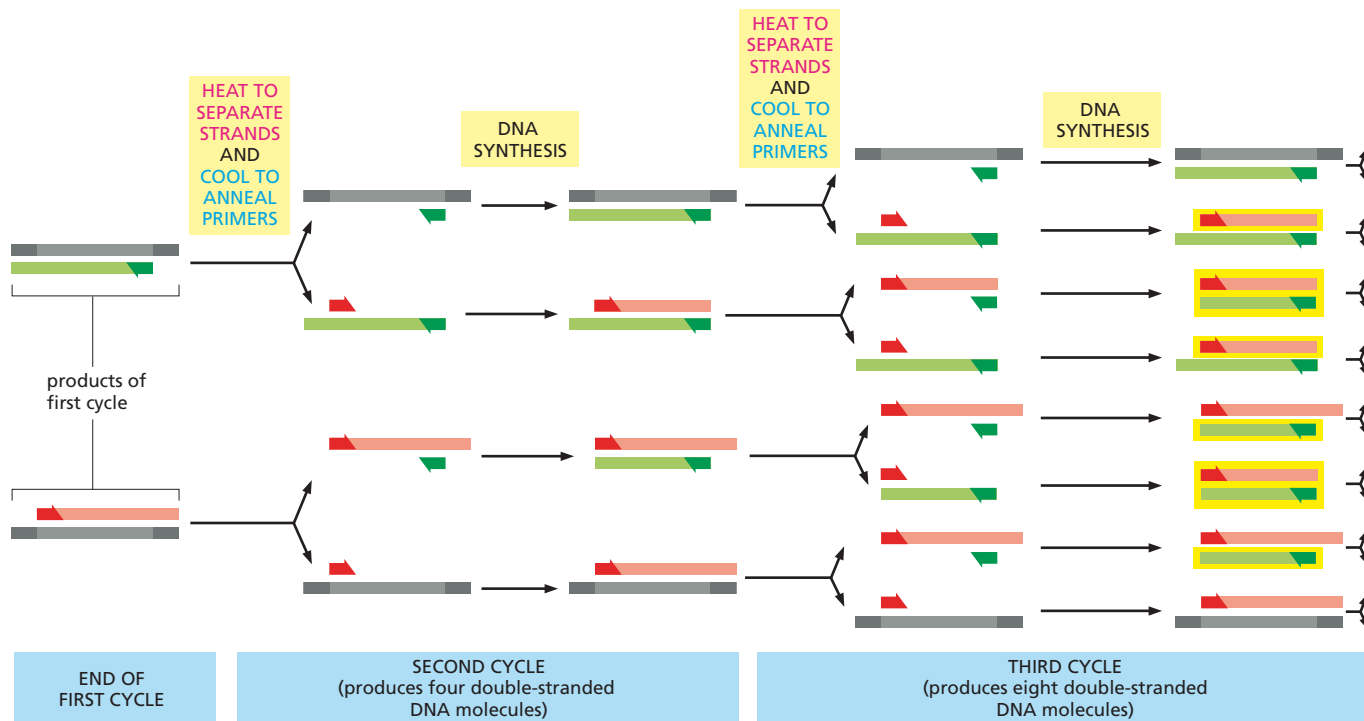 HEAT TO
SEPARATE
STRANDS
AND
COOL TO
ANNEAL
PRIMERS
DNA
SYNTHESIS
HEAT TO
SEPARATE
STRANDS
AND
COOL TO
ANNEAL
PRIMERS
DNA
SYNTHESIS
products of
first cycle
END OF
FIRST CYCLE
SECOND CYCLE
(produces four double-stranded
DNA molecules)
THIRD CYCLE
(produces eight double-stranded
DNA molecules)